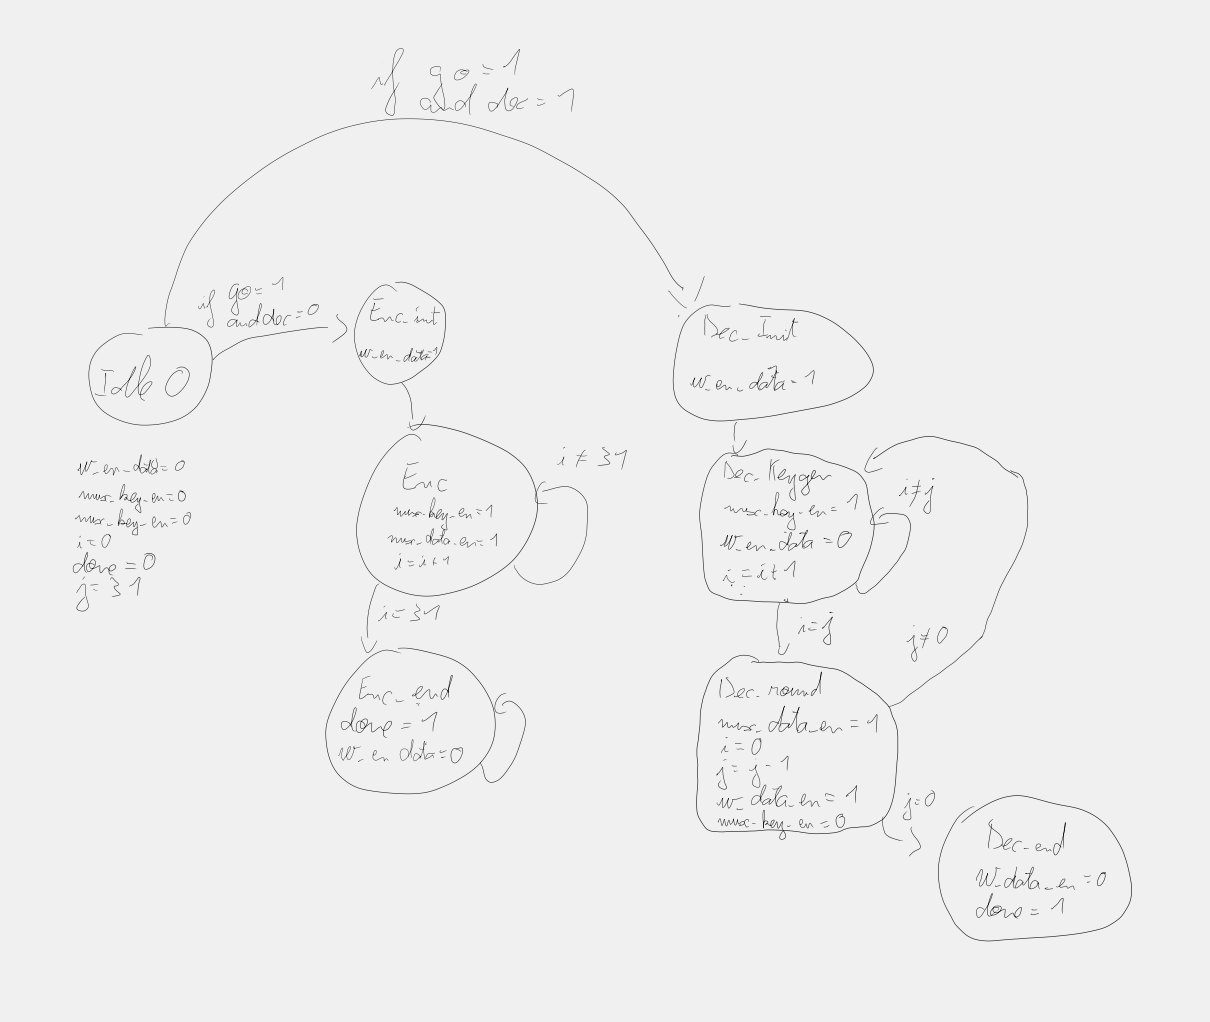 if go=1
and dec=1
if go=1
and dec=0
Idle 0
w_en_data=0
mux_key_en=0
mux_key_en=0
i=0
done=0
j=31
Enc_init
w_en_data=1
Enc
mux_key_en=1
mux_data_en=1
i=i+1
i≠31
i=31
Enc_end
done=1
w_en data=0
Dec_Init
w_en_data=1
Dec_Keygen
mux_key_en=1
w_en_data=0
i=i+1
i≠j
i=j
j≠0
Dec_round
mux_data_en=1
i=0
j=j-1
w_data_en=1
mux_key_en=0
j=0
Dec_end
W_data_en=0
done=1